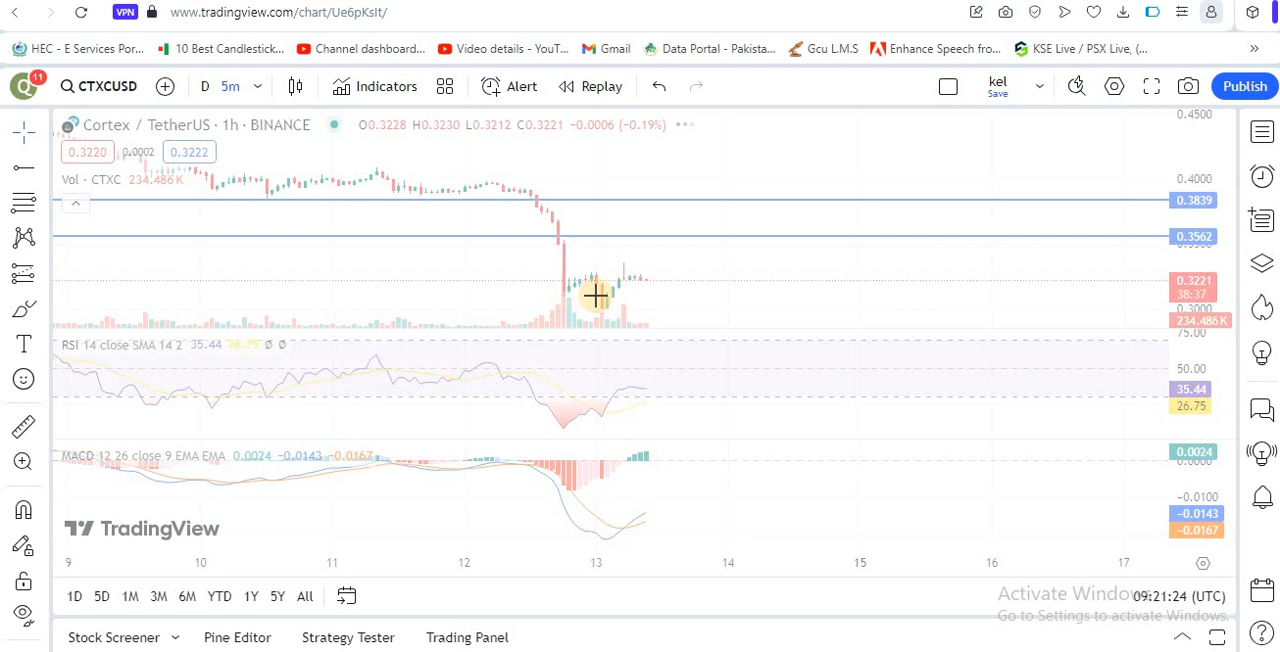 VPN www.tradingview.com/chart/Ue6pKsIt/
HEC - E Services Por... 10 Best Candlestick... Channel dashboard... Video details - YouT... Gmail Data Portal - Pakista... Gcu L.M.S Enhance Speech fro... KSE Live / PSX Live, (... »
Q 11 CTXCUSD D 5m Indicators Alert Replay kel Save Publish
Cortex / TetherUS · 1h · BINANCE O0.3228 H0.3230 L0.3212 C0.3221 −0.0006 (−0.19%)
0.3220 0.0002 0.3222
Vol · CTXC 234.486K
0.4500
0.4000
0.3839
0.3562
0.3221
38:37
0.3000
234.486K
75.00
RSI 14 close SMA 14 2 35.44 26.75 Ø Ø
50.00
35.44
26.75
MACD 12 26 close 9 EMA EMA 0.0024 −0.0143 −0.0167
0.0024
0.0000
−0.0100
−0.0143
−0.0167
TradingView
9 10 11 12 13 14 15 16 17
1D 5D 1M 3M 6M YTD 1Y 5Y All 09:21:24 (UTC)
Activate Windows
Go to Settings to activate Windows.
Stock Screener Pine Editor Strategy Tester Trading Panel